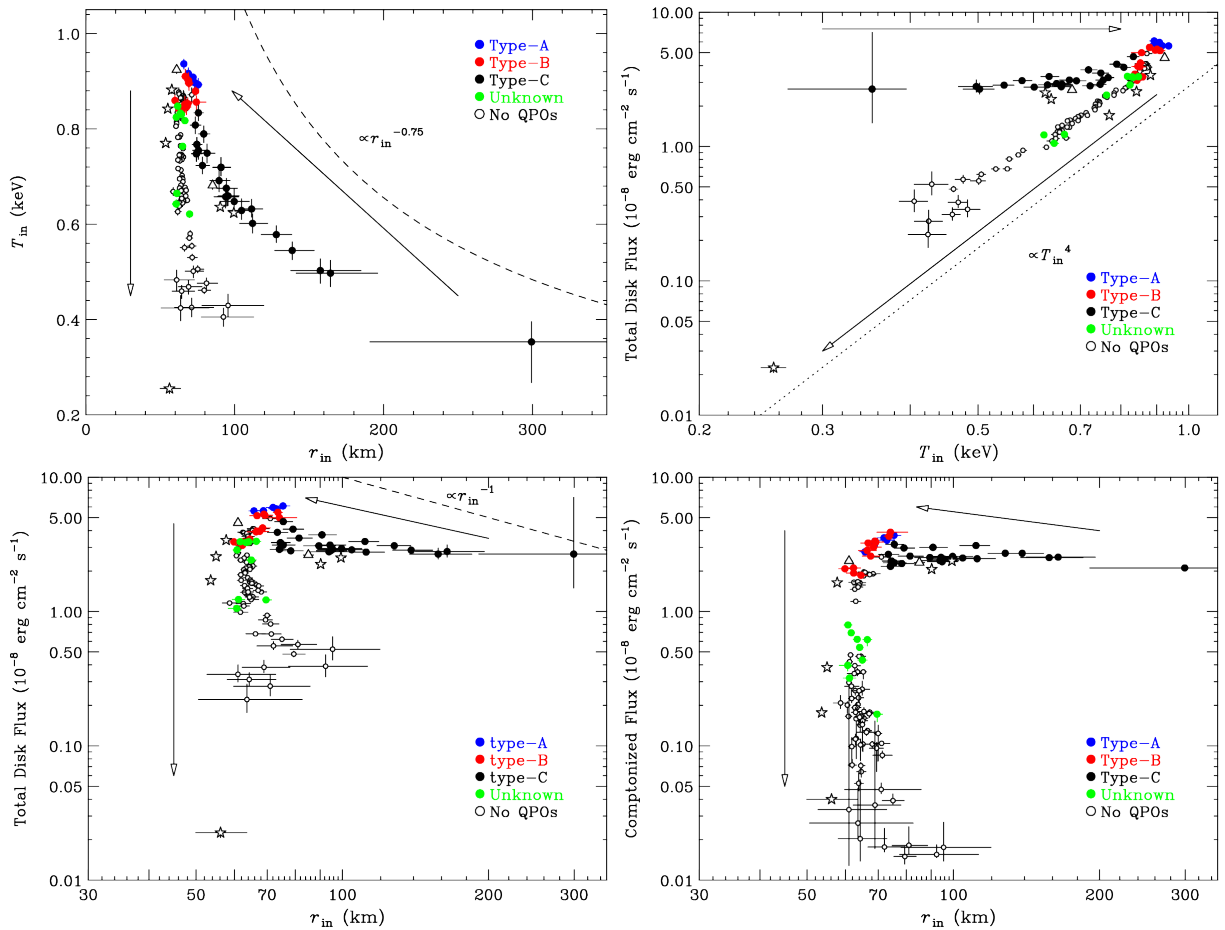 1.0
0.8
0.6
0.4
0.2
T_in (keV)
0 100 200 300
r_in (km)
∝r_in^−0.75
Type−A
Type−B
Type−C
Unknown
No QPOs
10.00
5.00
1.00
0.50
0.10
0.05
0.01
Total Disk Flux (10^−8 erg cm^−2 s^−1)
0.2 0.3 0.4 0.5 0.7 1.0
T_in (keV)
∝T_in^4
Type−A
Type−B
Type−C
Unknown
No QPOs
10.00
5.00
1.00
0.50
0.10
0.05
0.01
Total Disk Flux (10^−8 erg cm^−2 s^−1)
30 50 70 100 200 300
r_in (km)
∝r_in^−1
type−A
type−B
type−C
Unknown
No QPOs
10.00
5.00
1.00
0.50
0.10
0.05
0.01
Comptonized Flux (10^−8 erg cm^−2 s^−1)
30 50 70 100 200 300
r_in (km)
Type−A
Type−B
Type−C
Unknown
No QPOs